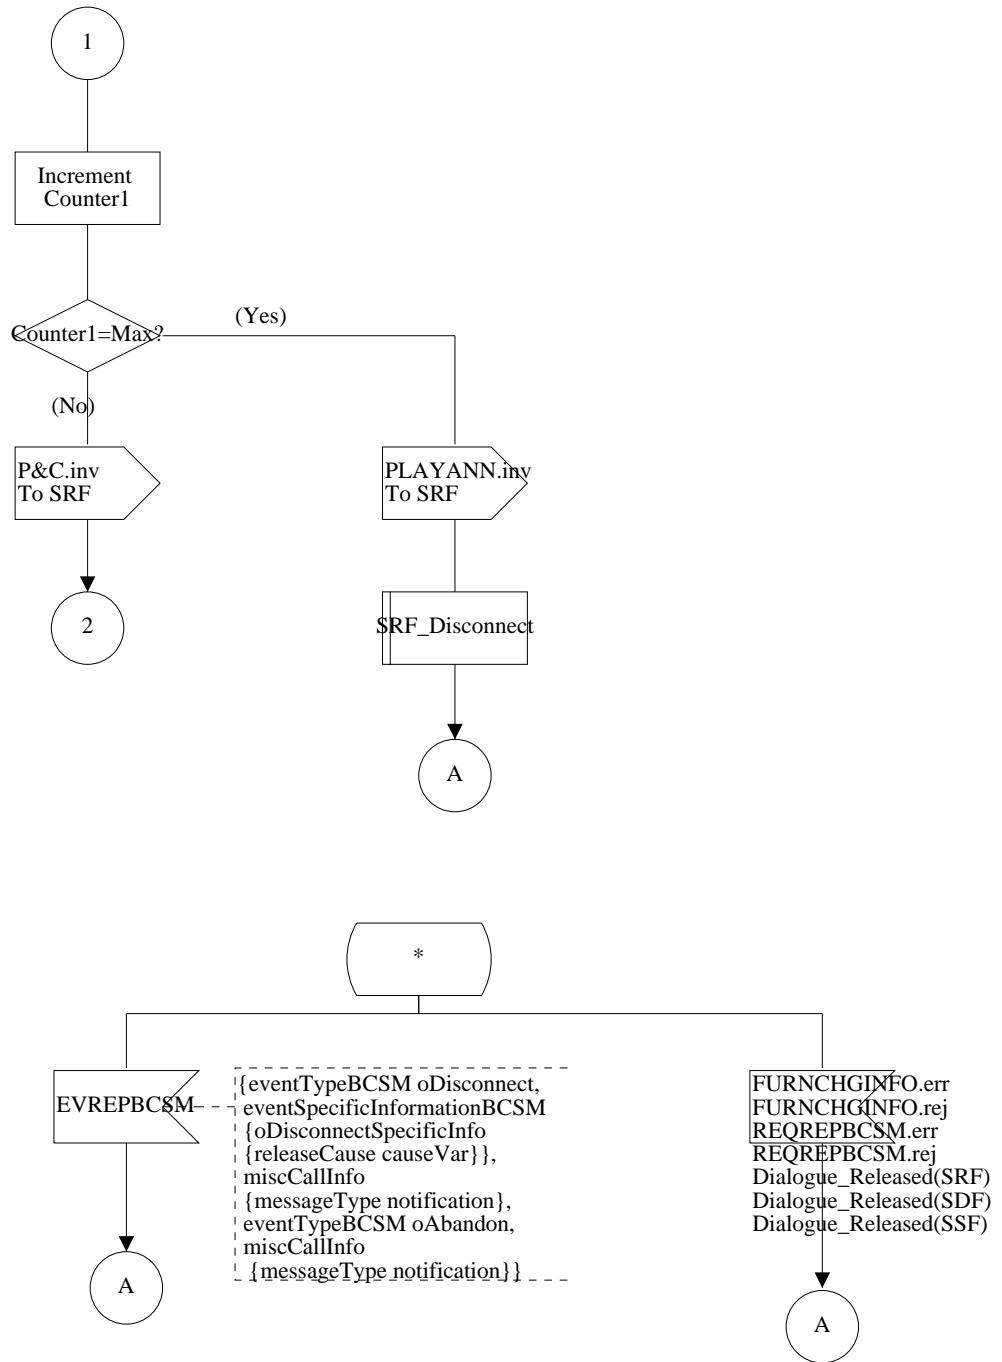 1
Increment
Counter1
Counter1=Max?
(Yes)
(No)
P&C.inv
To SRF
PLAYANN.inv
To SRF
2
SRF_Disconnect
A
*
EVREPBCSM
{eventTypeBCSM oDisconnect,
eventSpecificInformationBCSM
{oDisconnectSpecificInfo
{releaseCause causeVar}},
miscCallInfo
{messageType notification},
eventTypeBCSM oAbandon,
miscCallInfo
{messageType notification}}
FURNCHGINFO.err
FURNCHGINFO.rej
REQREPBCSM.err
REQREPBCSM.rej
Dialogue_Released(SRF)
Dialogue_Released(SDF)
Dialogue_Released(SSF)
A
A